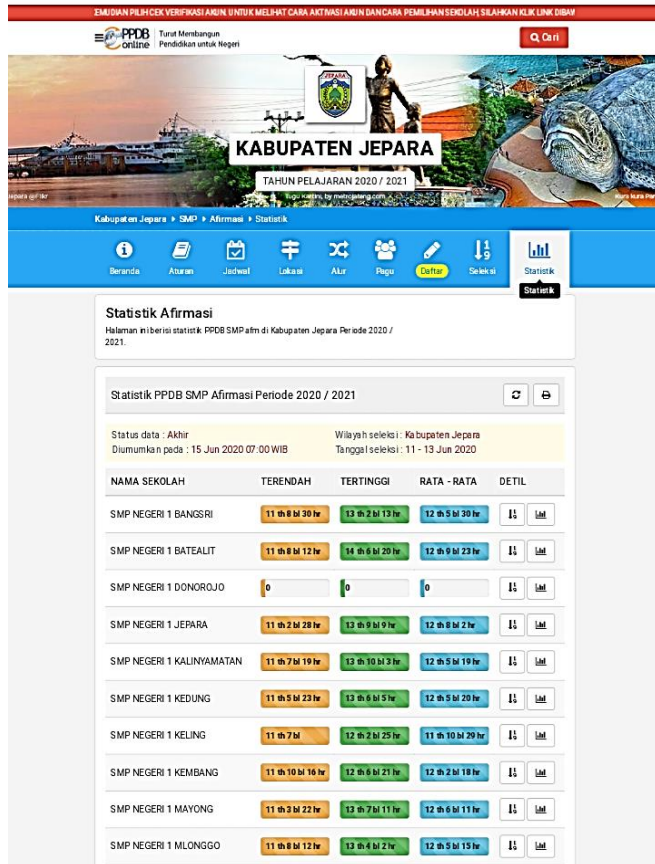 EMUDIAN PILIH CEK VERIFIKASI AKUN. UNTUK MELIHAT CARA AKTIVASI AKUN DAN CARA PEMILIHAN SEKOLAH, SILAHKAN KLIK LINK DIBAW
PPDB online Turut Membangun Pendidikan untuk Negeri
Cari
JEPARA
KABUPATEN JEPARA
TAHUN PELAJARAN 2020 / 2021
Tugu Kartini, by metrojateng.com
Kabupaten Jepara SMP Afirmasi Statistik
Beranda Aturan Jadwal Lokasi Alur Pagu Daftar Seleksi Statistik
Statistik
Statistik Afirmasi
Halaman ini berisi statistik PPDB SMP afm di Kabupaten Jepara Periode 2020 /
2021.
Statistik PPDB SMP Afirmasi Periode 2020 / 2021
Status data : Akhir Wilayah seleksi : Kabupaten Jepara
Diumumkan pada : 15 Jun 2020 07:00 WIB Tanggal seleksi : 11 - 13 Jun 2020
NAMA SEKOLAH TERENDAH TERTINGGI RATA - RATA DETIL
SMP NEGERI 1 BANGSRI 11 th 8 bl 30 hr 13 th 2 bl 13 hr 12 th 5 bl 30 hr
SMP NEGERI 1 BATEALIT 11 th 8 bl 12 hr 14 th 6 bl 20 hr 12 th 9 bl 23 hr
SMP NEGERI 1 DONOROJO 0 0 0
SMP NEGERI 1 JEPARA 11 th 2 bl 28 hr 13 th 9 bl 9 hr 12 th 8 bl 2 hr
SMP NEGERI 1 KALINYAMATAN 11 th 7 bl 19 hr 13 th 10 bl 3 hr 12 th 5 bl 19 hr
SMP NEGERI 1 KEDUNG 11 th 5 bl 23 hr 13 th 6 bl 5 hr 12 th 5 bl 20 hr
SMP NEGERI 1 KELING 11 th 7 bl 12 th 2 bl 25 hr 11 th 10 bl 29 hr
SMP NEGERI 1 KEMBANG 11 th 10 bl 16 hr 12 th 6 bl 21 hr 12 th 2 bl 18 hr
SMP NEGERI 1 MAYONG 11 th 3 bl 22 hr 13 th 7 bl 11 hr 12 th 6 bl 11 hr
SMP NEGERI 1 MLONGGO 11 th 8 bl 12 hr 13 th 4 bl 2 hr 12 th 5 bl 15 hr